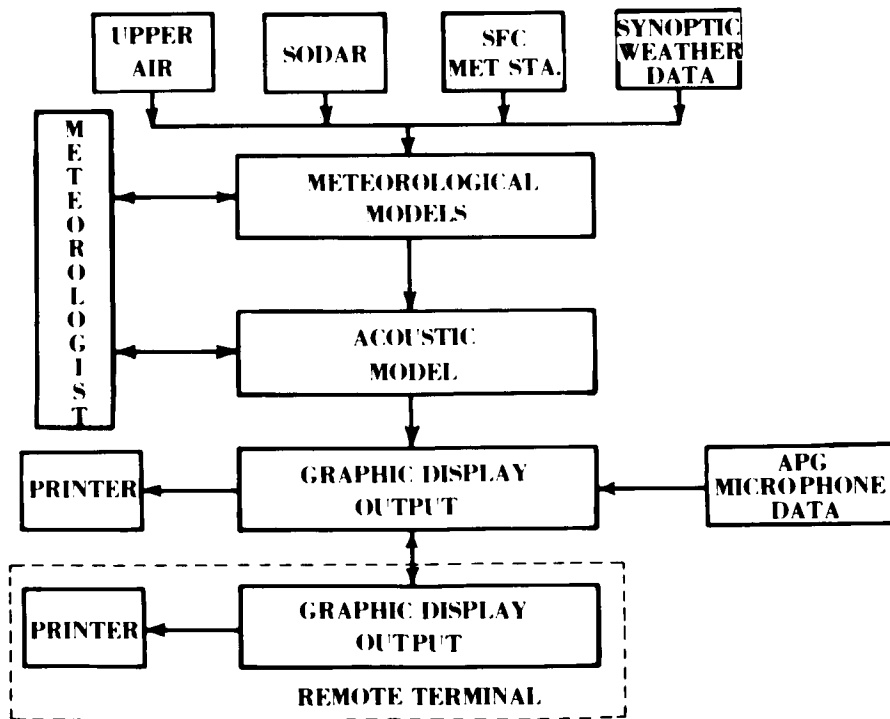 UPPER
AIR
SODAR
SFC
MET STA.
SYNOPTIC
WEATHER
DATA
METEOROLOGIST
METEOROLOGICAL
MODELS
ACOUSTIC
MODEL
PRINTER
GRAPHIC DISPLAY
OUTPUT
APG
MICROPHONE
DATA
PRINTER
GRAPHIC DISPLAY
OUTPUT
REMOTE TERMINAL